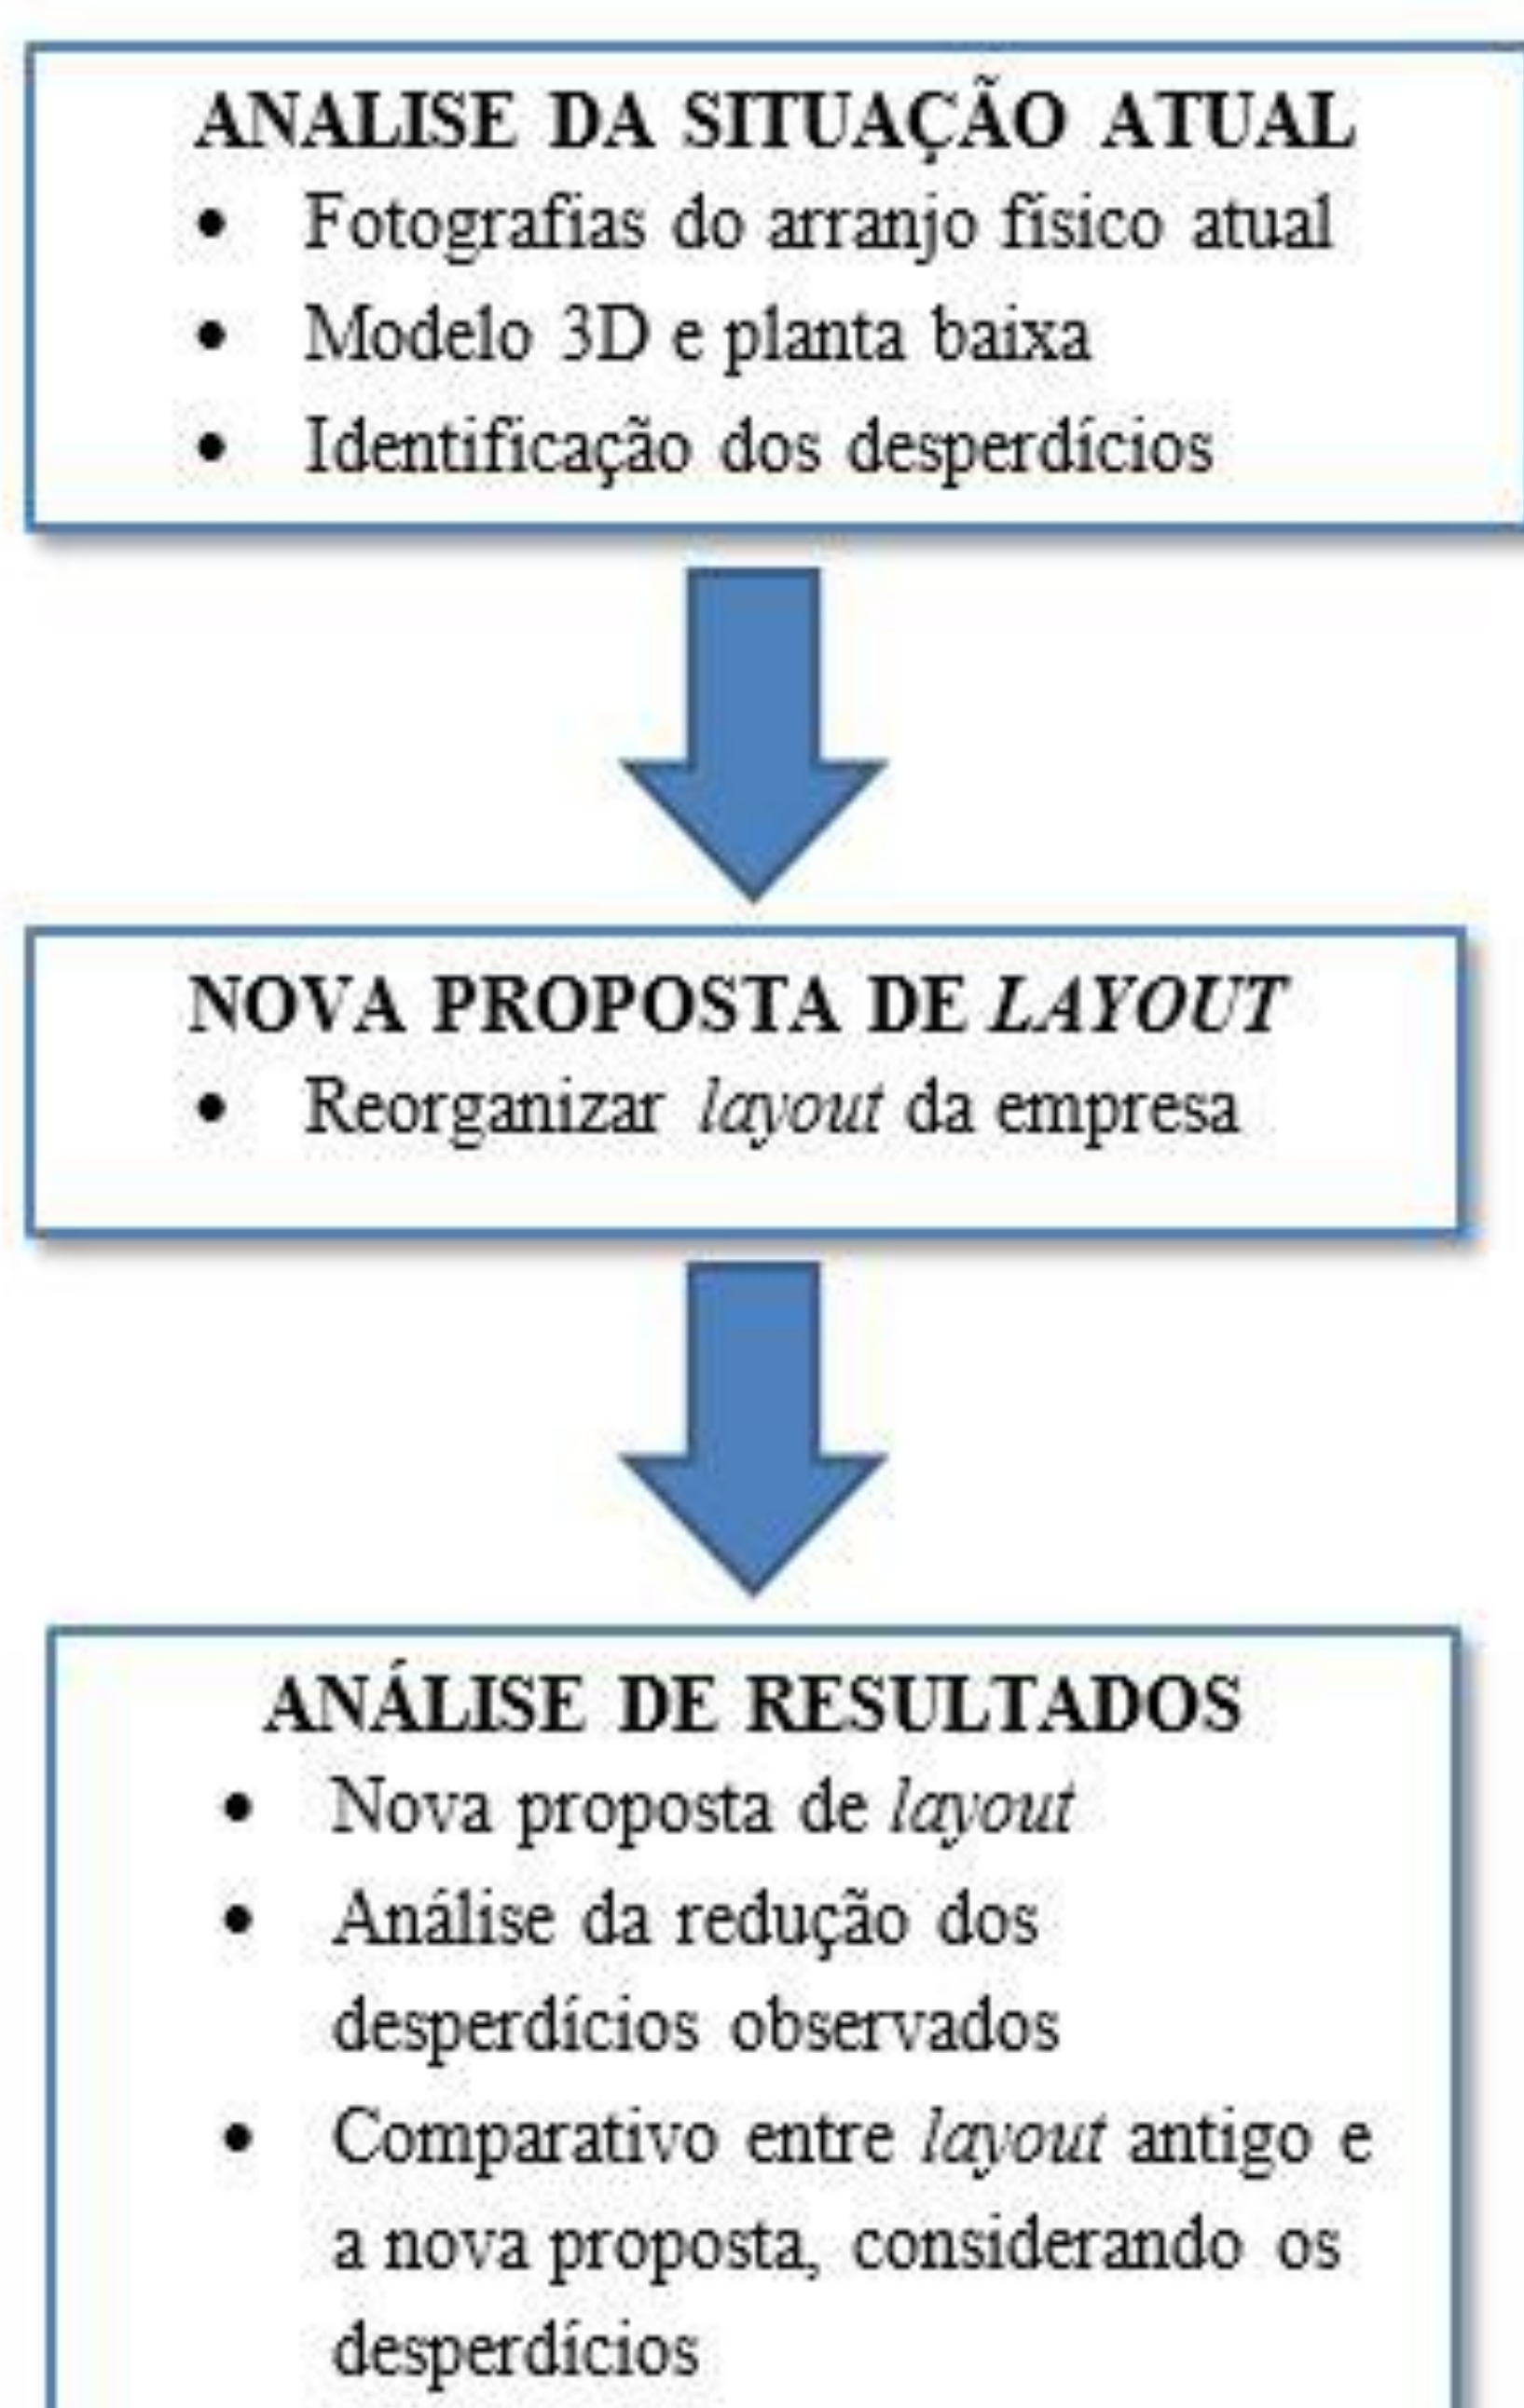 ANALISE DA SITUAÇÃO ATUAL
• Fotografias do arranjo físico atual
• Modelo 3D e planta baixa
• Identificação dos desperdícios
NOVA PROPOSTA DE LAYOUT
• Reorganizar layout da empresa
ANÁLISE DE RESULTADOS
• Nova proposta de layout
• Análise da redução dos
desperdícios observados
• Comparativo entre layout antigo e
a nova proposta, considerando os
desperdícios